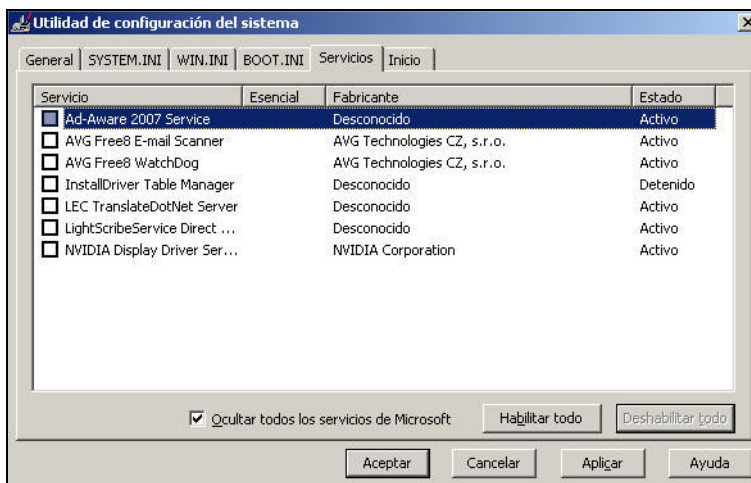 Utilidad de configuración del sistema
General SYSTEM.INI WIN.INI BOOT.INI Servicios Inicio
Servicio Esencial Fabricante Estado
Ad-Aware 2007 Service Desconocido Activo
AVG Free8 E-mail Scanner AVG Technologies CZ, s.r.o. Activo
AVG Free8 WatchDog AVG Technologies CZ, s.r.o. Activo
InstallDriver Table Manager Desconocido Detenido
LEC TranslateDotNet Server Desconocido Activo
LightScribeService Direct ... Desconocido Activo
NVIDIA Display Driver Ser... NVIDIA Corporation Activo
Ocultar todos los servicios de Microsoft Habilitar todo Deshabilitar todo
Aceptar Cancelar Aplicar Ayuda